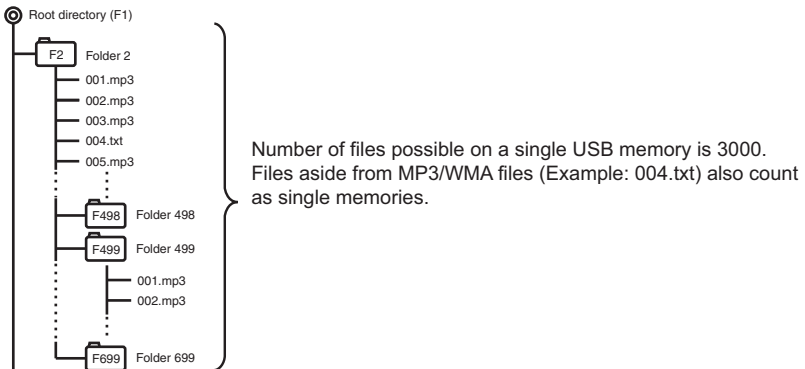 Root directory (F1)
F2 Folder 2
001.mp3
002.mp3
003.mp3
004.txt
005.mp3
F498 Folder 498
F499 Folder 499
001.mp3
002.mp3
F699 Folder 699
Number of files possible on a single USB memory is 3000.
Files aside from MP3/WMA files (Example: 004.txt) also count
as single memories.